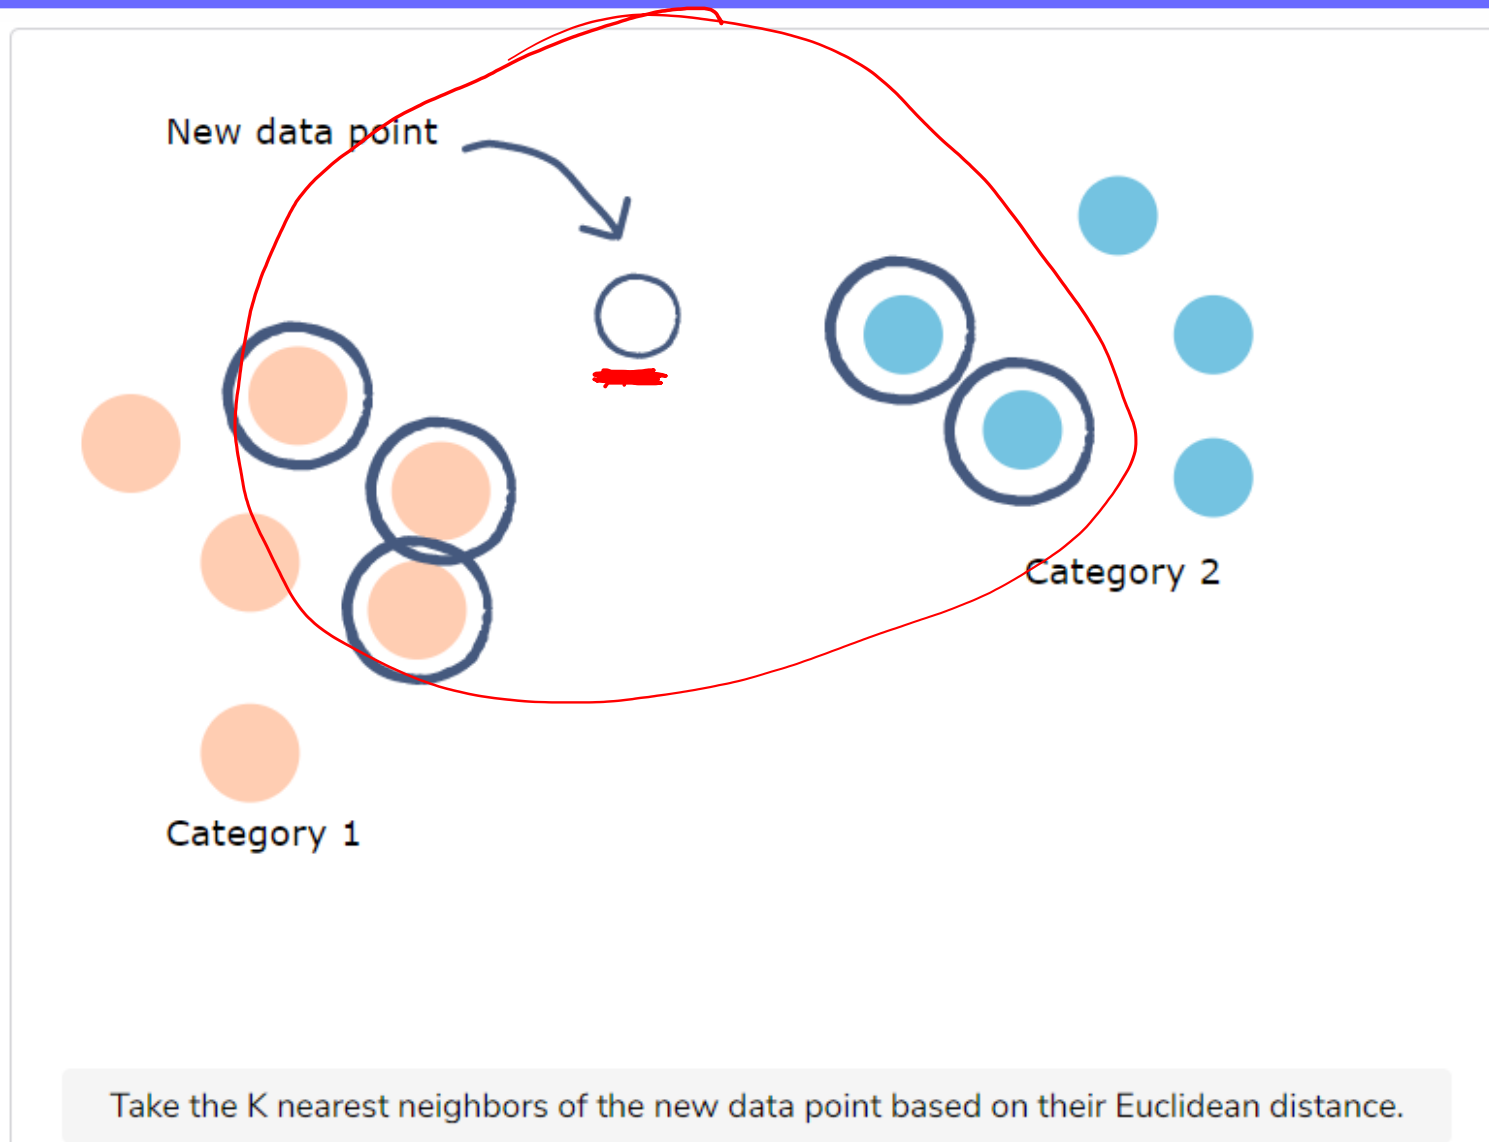 New data point
Category 2
Category 1
Take the K nearest neighbors of the new data point based on their Euclidean distance.